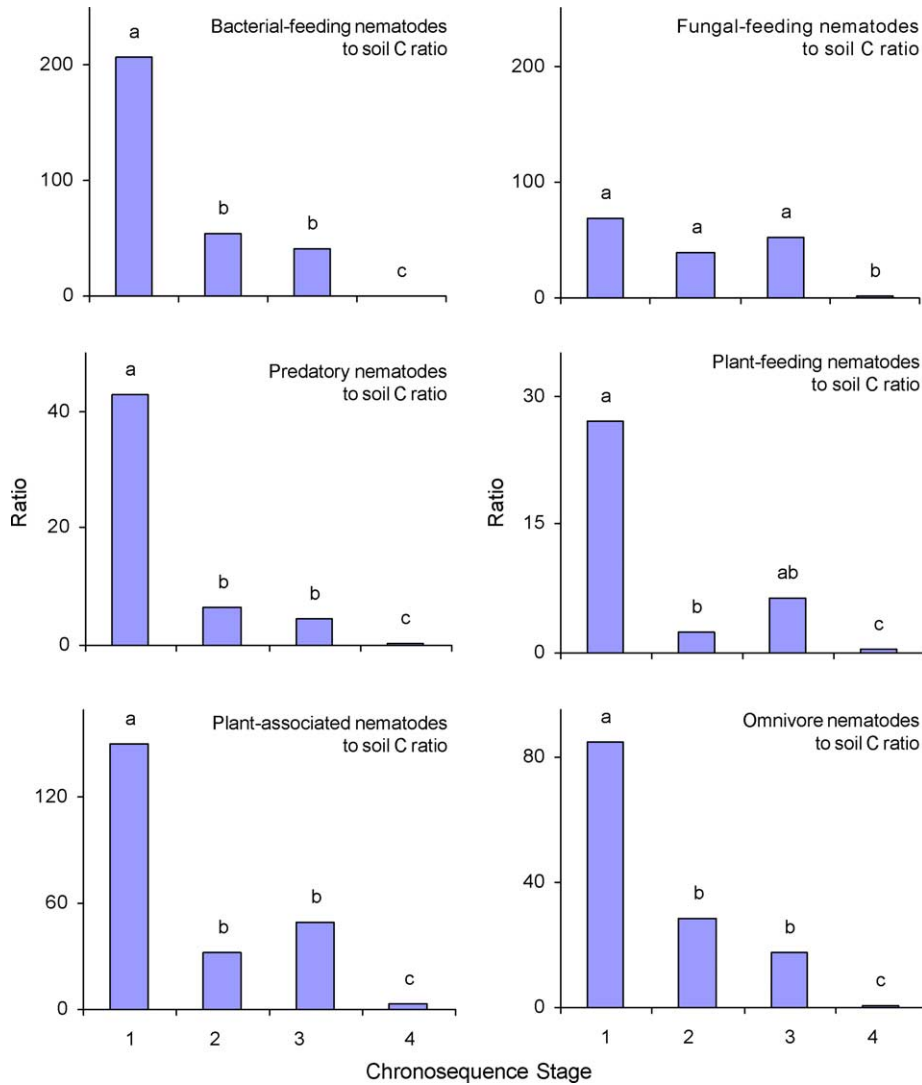 Bacterial-feeding nematodes
to soil C ratio
200
100
0
a
b
b
c
Fungal-feeding nematodes
to soil C ratio
200
100
0
a
a
a
b
Predatory nematodes
to soil C ratio
40
20
0
a
b
b
c
Ratio
Plant-feeding nematodes
to soil C ratio
30
15
0
a
b
ab
c
Ratio
Plant-associated nematodes
to soil C ratio
120
60
0
a
b
b
c
1 2 3 4
Omnivore nematodes
to soil C ratio
80
40
0
a
b
b
c
1 2 3 4
Chronosequence Stage